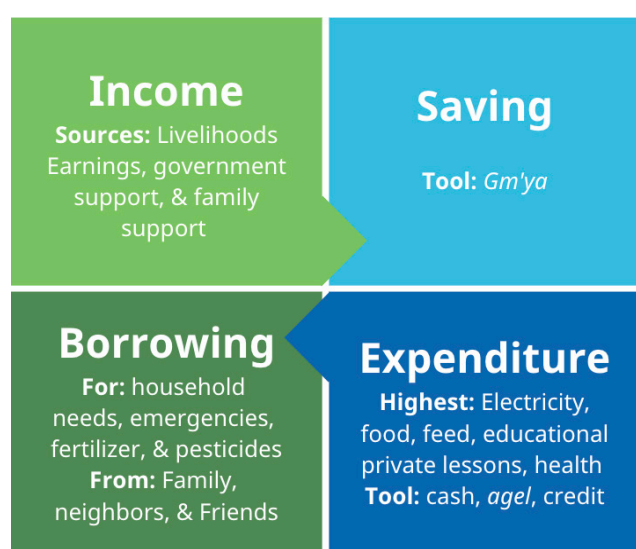 Income
Sources: Livelihoods
Earnings, government
support, & family
support
Saving
Tool: Gm'ya
Borrowing
For: household
needs, emergencies,
fertilizer, & pesticides
From: Family,
neighbors, & Friends
Expenditure
Highest: Electricity,
food, feed, educational
private lessons, health
Tool: cash, agel, credit